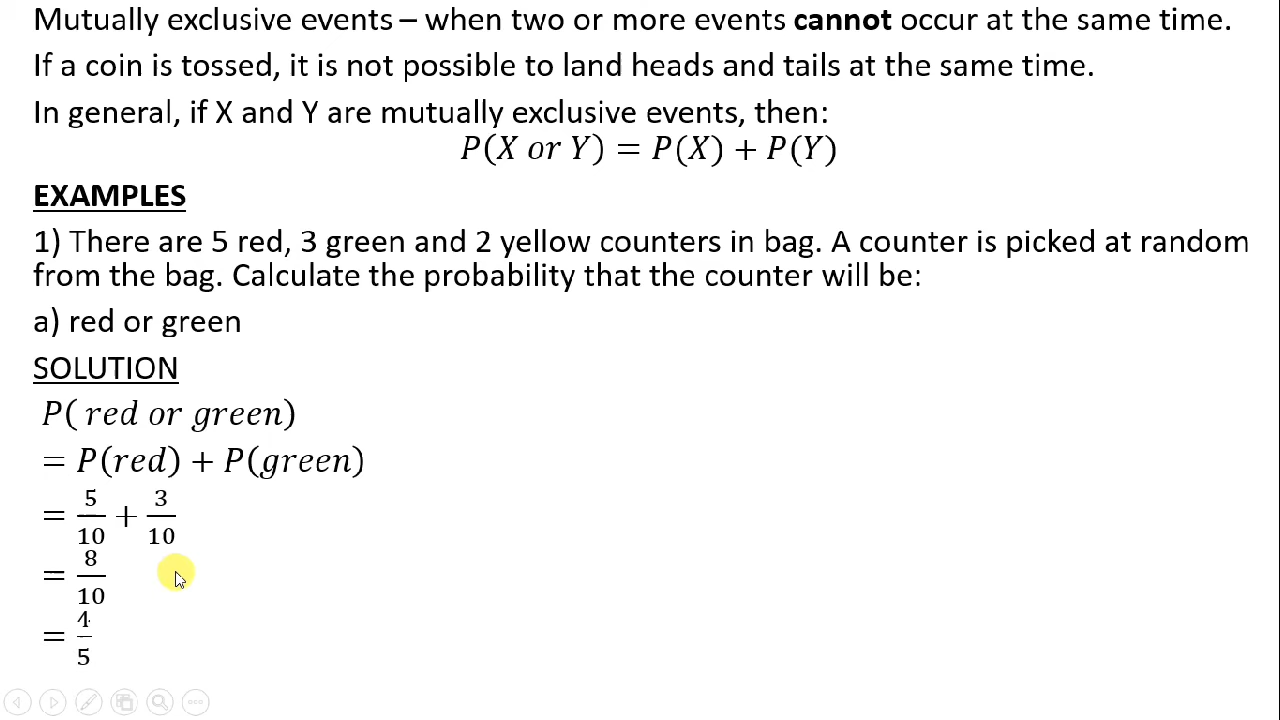 Mutually exclusive events – when two or more events cannot occur at the same time.
If a coin is tossed, it is not possible to land heads and tails at the same time.
In general, if X and Y are mutually exclusive events, then:
P(X or Y) = P(X) + P(Y)
EXAMPLES
1) There are 5 red, 3 green and 2 yellow counters in bag. A counter is picked at random
from the bag. Calculate the probability that the counter will be:
a) red or green
SOLUTION
P( red or green)
= P(red) + P(green)
= 5/10 + 3/10
= 8/10
= 4/5